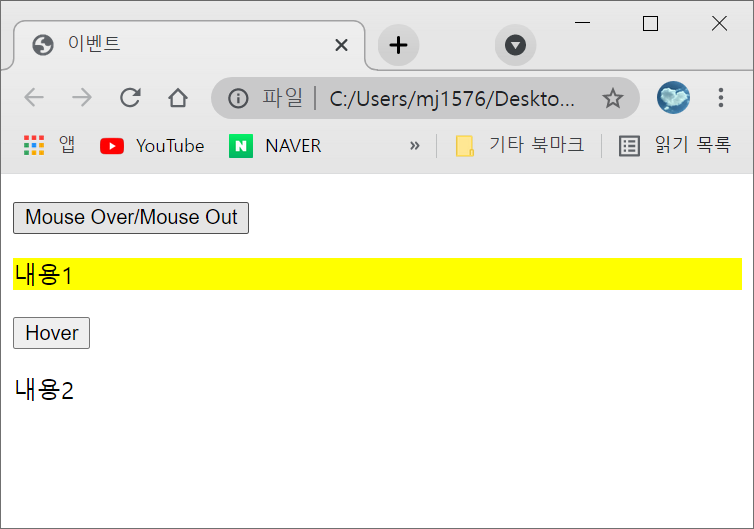 이벤트
파일 | C:/Users/mj1576/Deskto...
앱 YouTube N NAVER » 기타 북마크 읽기 목록
Mouse Over/Mouse Out
내용1
Hover
내용2